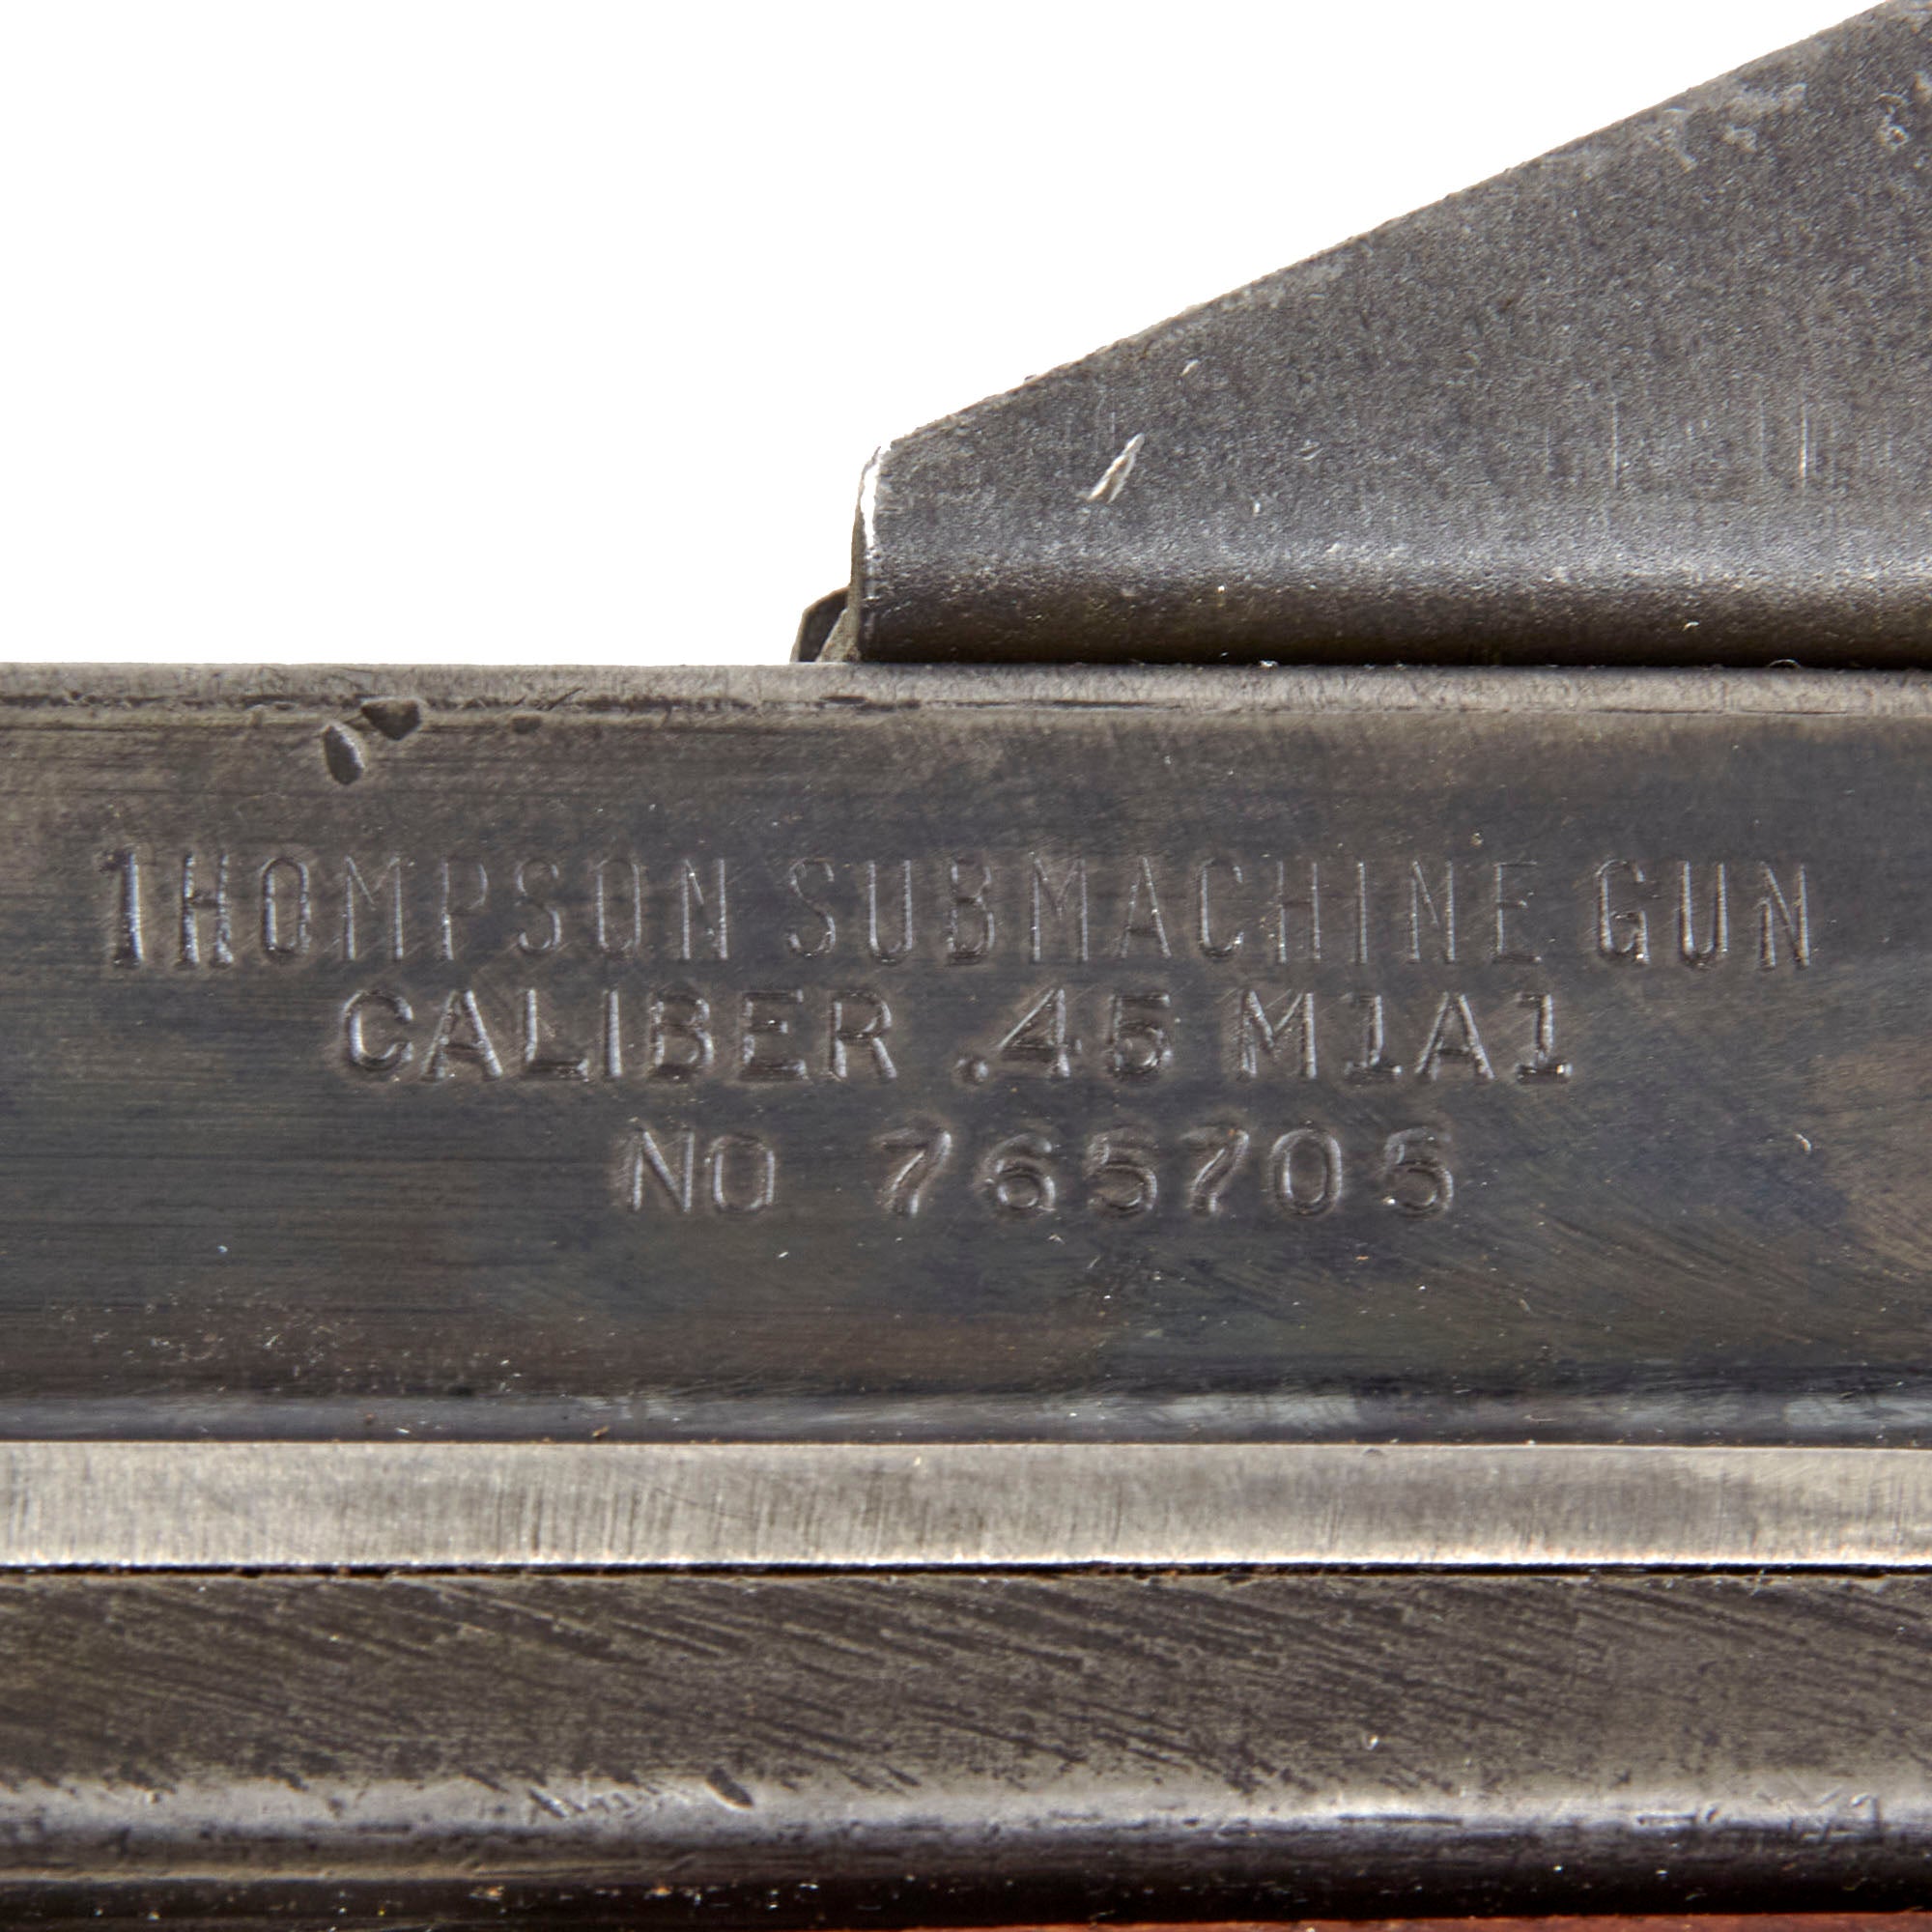 THOMPSON SUBMACHINE GUN
CALIBER .45 M1A1
NO 765705